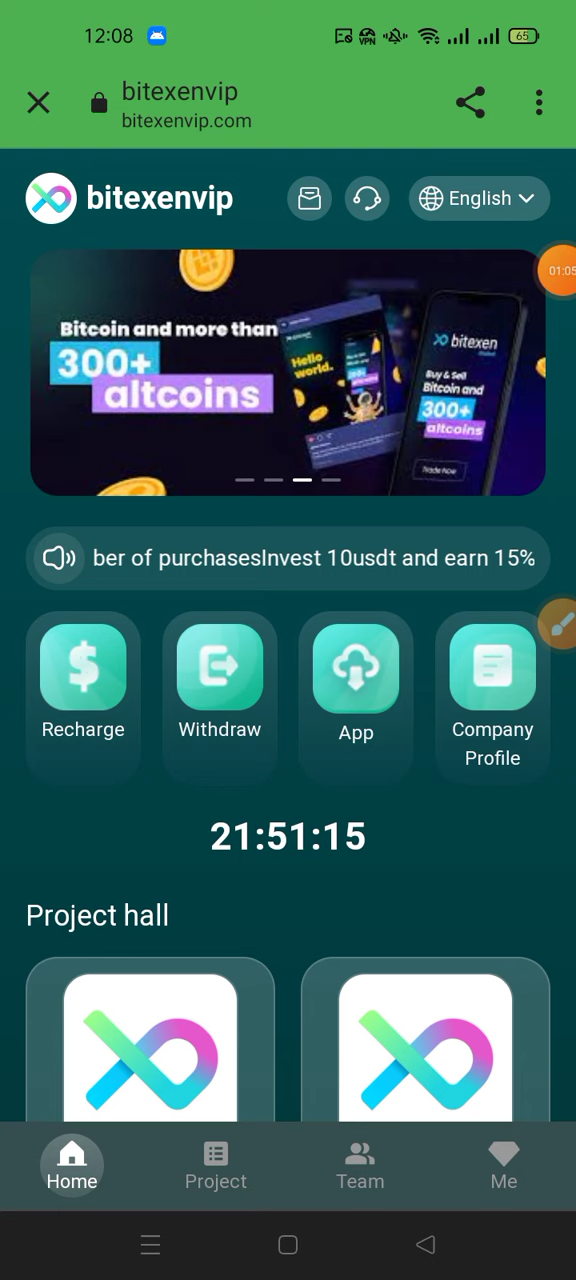 12:08
VPN
65
bitexenvip
bitexenvip.com
bitexenvip
English
01:05
Bitcoin and more than
300+
altcoins
Hello
world.
bitexen
Buy & Sell
Bitcoin and
300+
altcoins
Trade Now
ber of purchasesInvest 10usdt and earn 15%
Recharge
Withdraw
App
Company
Profile
21:51:15
Project hall
Home
Project
Team
Me